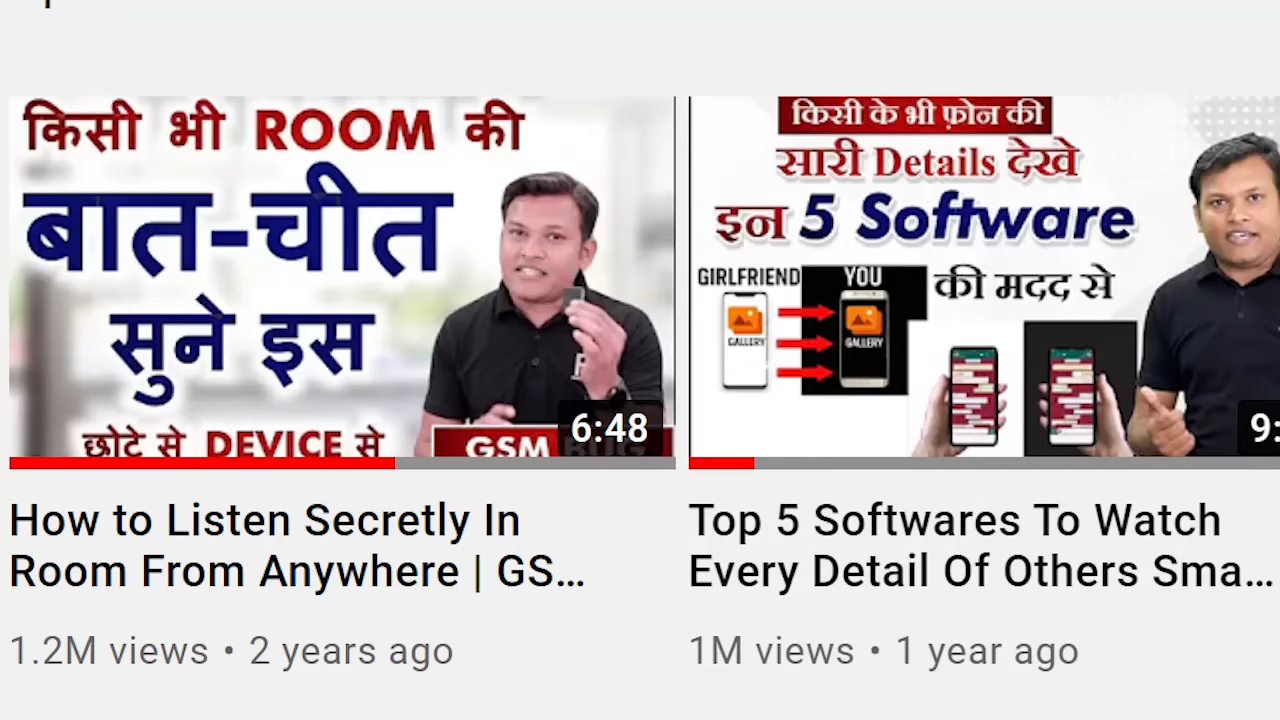 किसी भी ROOM की
बात-चीत
सुने इस
छोटे से DEVICE से
GSM BUG
6:48
How to Listen Secretly In
Room From Anywhere | GS...
1.2M views • 2 years ago
किसी के भी फ़ोन की
सारी Details देखे
इन 5 Software
की मदद से
GIRLFRIEND
YOU
GALLERY
GALLERY
9:
Top 5 Softwares To Watch
Every Detail Of Others Sma...
1M views • 1 year ago